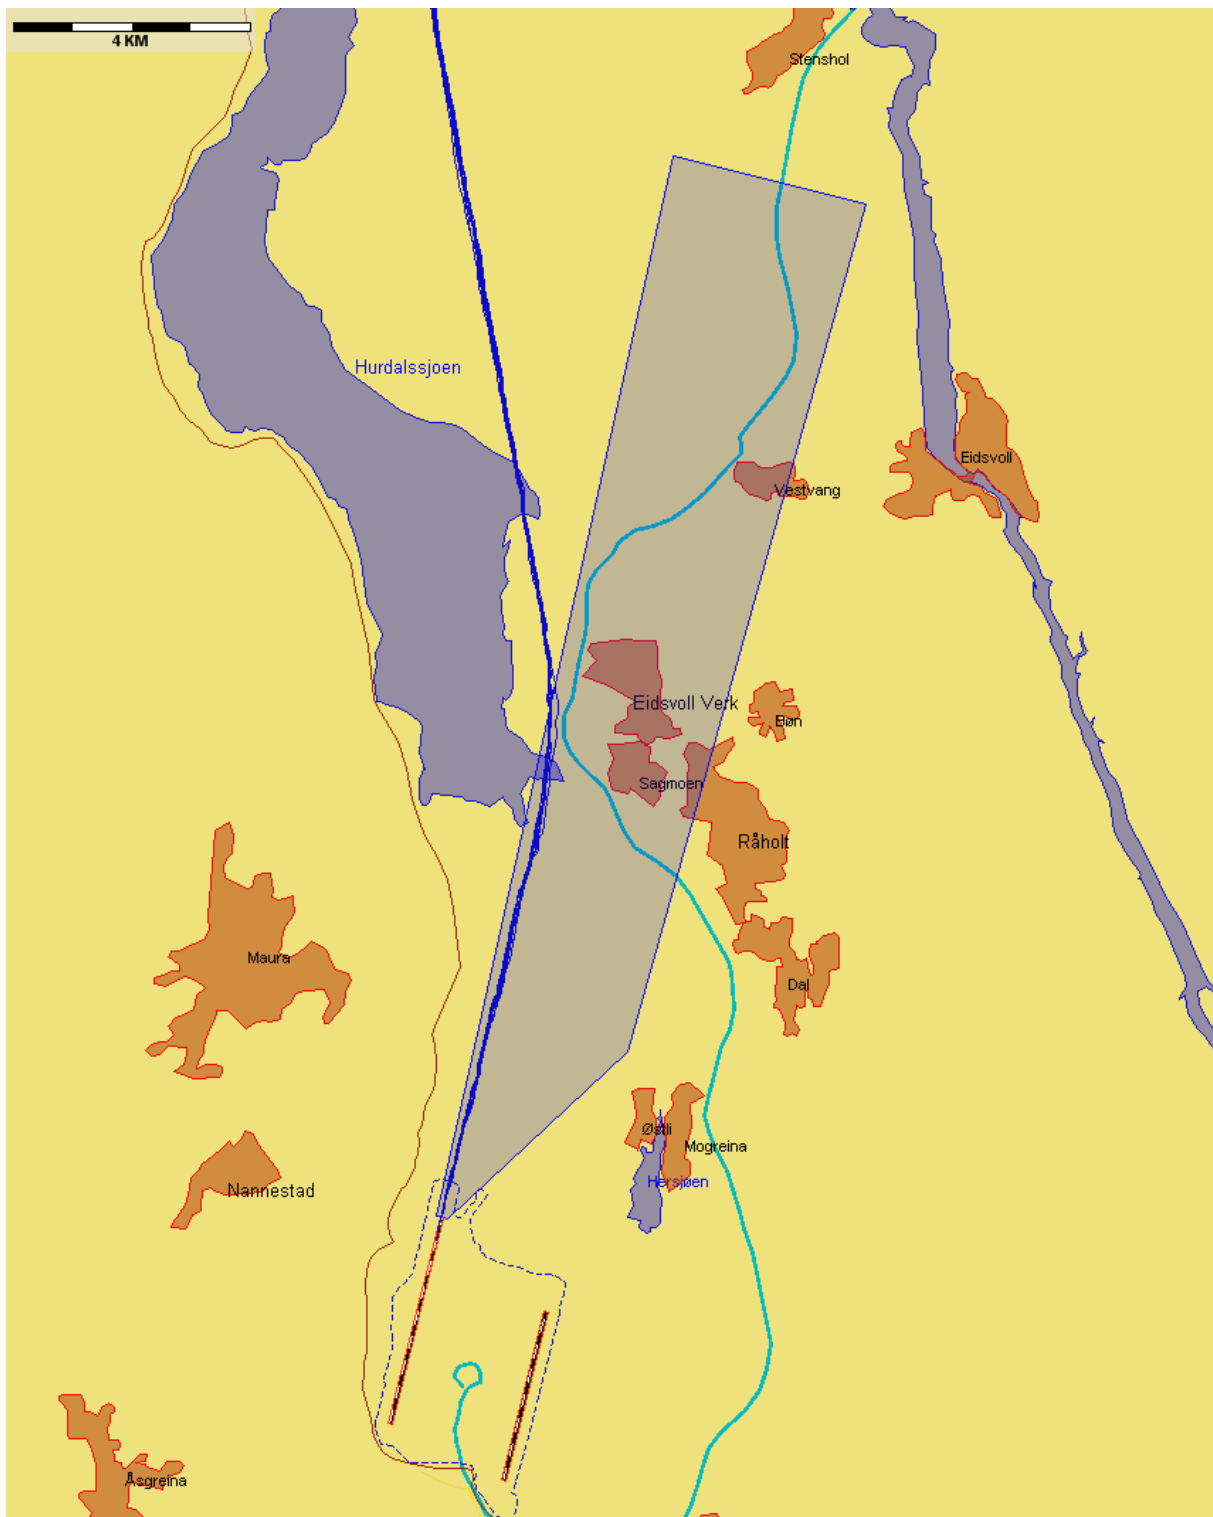 4 KM
Stenshol
Hurdalssjoen
Eidsvoll
Vestvang
Eidsvoll Verk
Bøn
Sagmoen
Råholt
Maura
Dal
Østli
Mogreina
Hersjøen
Nannestad
Åsgreina